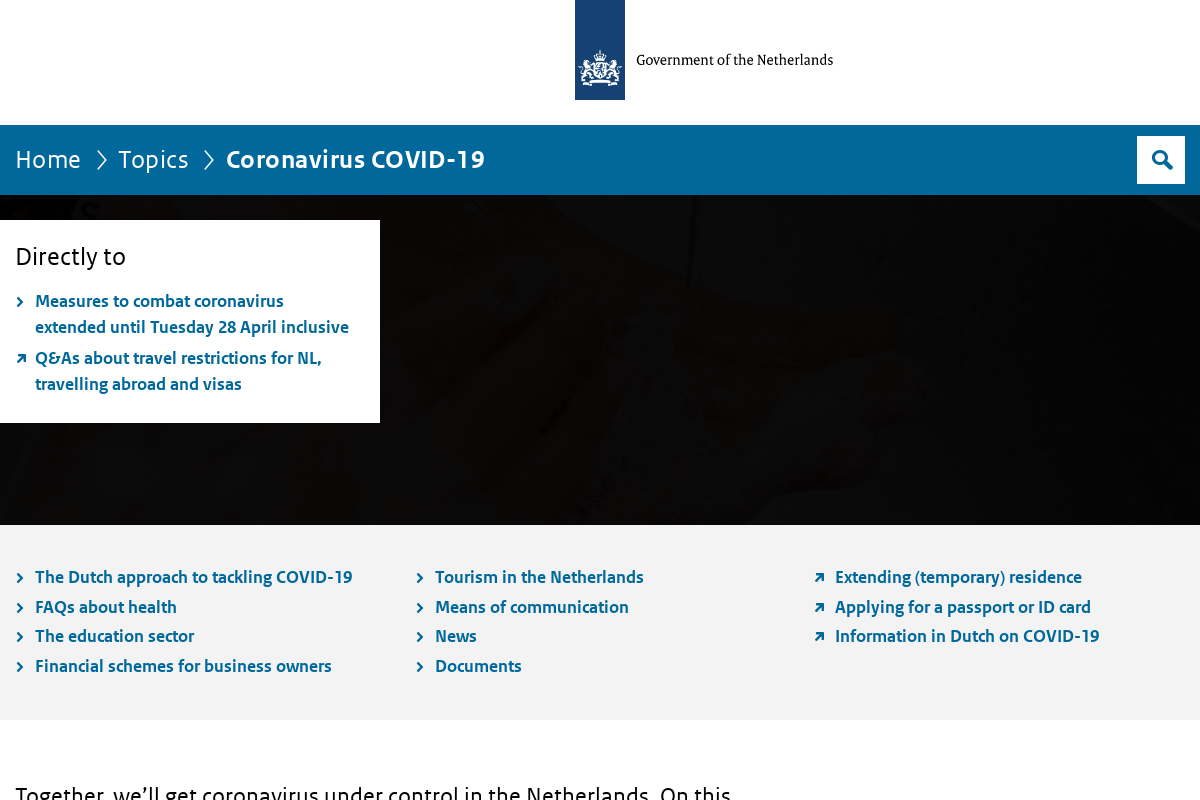 Government of the Netherlands
Home
Topics
Coronavirus COVID-19
Directly to
Measures to combat coronavirus
extended until Tuesday 28 April inclusive
Q&As about travel restrictions for NL,
travelling abroad and visas
The Dutch approach to tackling COVID-19
FAQs about health
The education sector
Financial schemes for business owners
Tourism in the Netherlands
Means of communication
News
Documents
Extending (temporary) residence
Applying for a passport or ID card
Information in Dutch on COVID-19
Together, we’ll get coronavirus under control in the Netherlands. On this